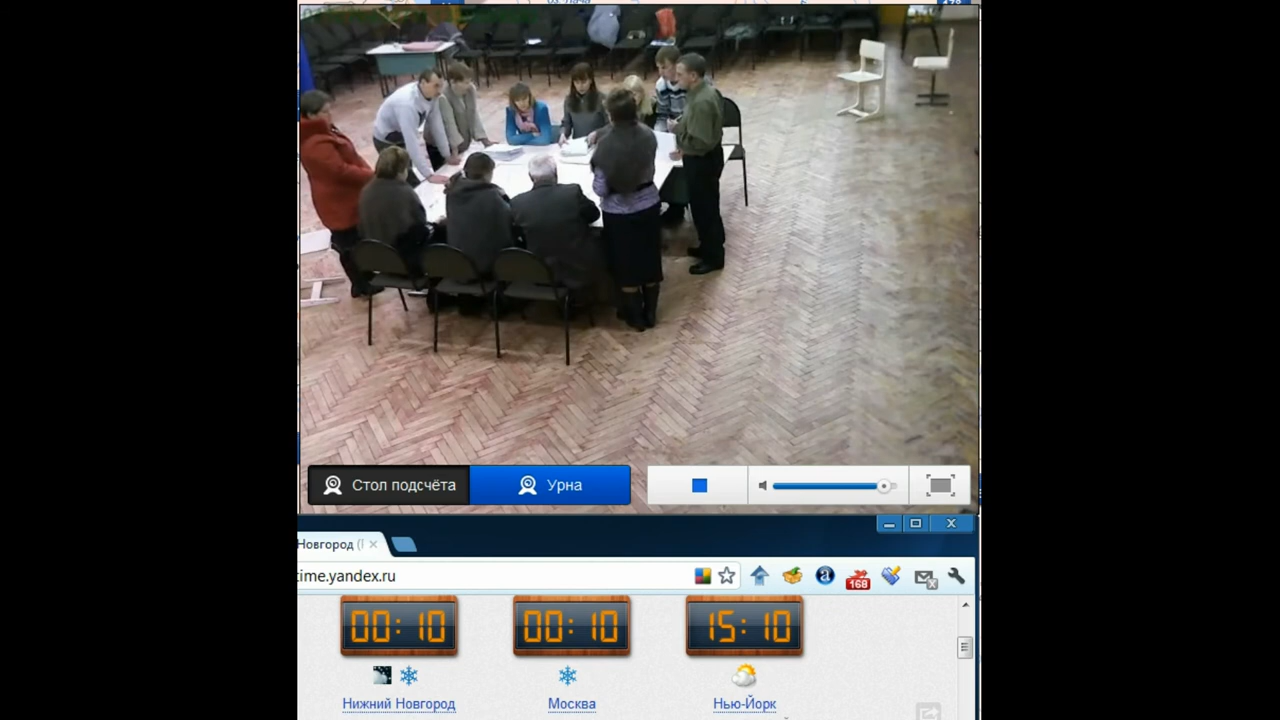 Стол подсчёта
Урна
Новгород (
time.yandex.ru
168
00:10
00:10
15:10
Нижний Новгород
Москва
Нью-Йорк